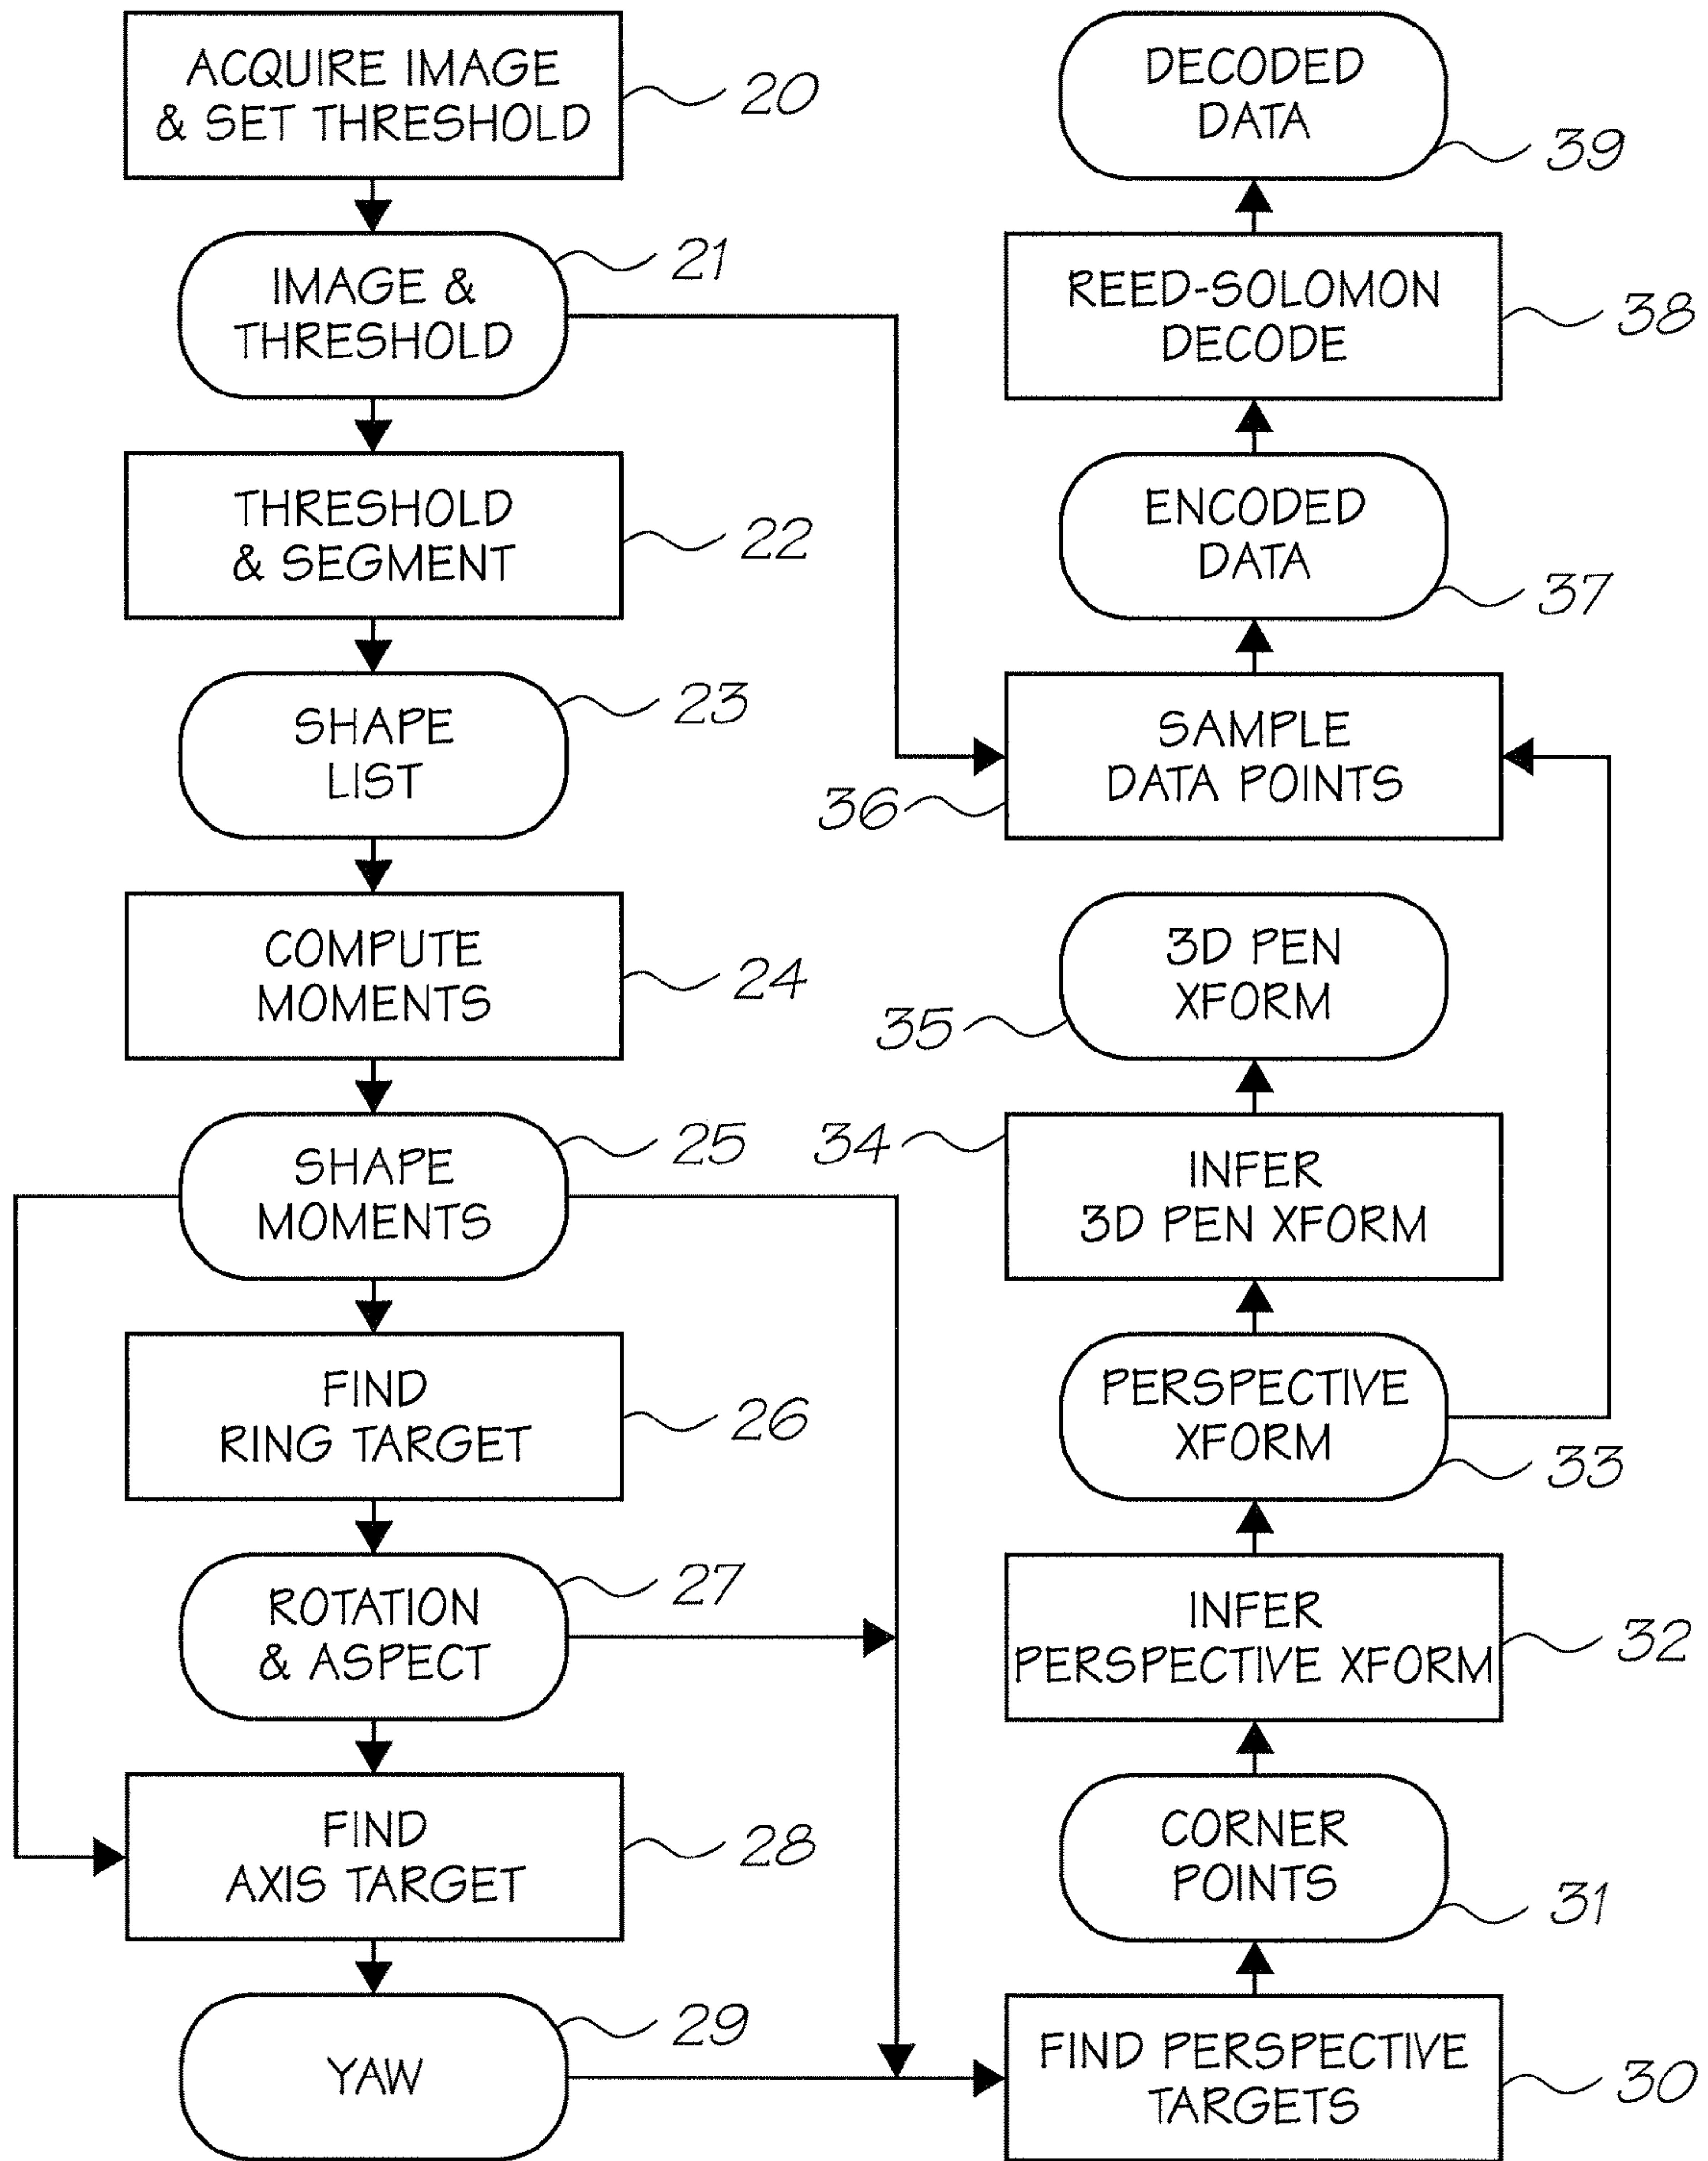 ACQUIRE IMAGE
& SET THRESHOLD
20
IMAGE &
THRESHOLD
21
THRESHOLD
& SEGMENT
22
SHAPE
LIST
23
COMPUTE
MOMENTS
24
SHAPE
MOMENTS
25
FIND
RING TARGET
26
ROTATION
& ASPECT
27
FIND
AXIS TARGET
28
YAW
29
FIND PERSPECTIVE
TARGETS
30
CORNER
POINTS
31
INFER
PERSPECTIVE XFORM
32
PERSPECTIVE
XFORM
33
INFER
3D PEN XFORM
34
3D PEN
XFORM
35
SAMPLE
DATA POINTS
36
ENCODED
DATA
37
REED-SOLOMON
DECODE
38
DECODED
DATA
39